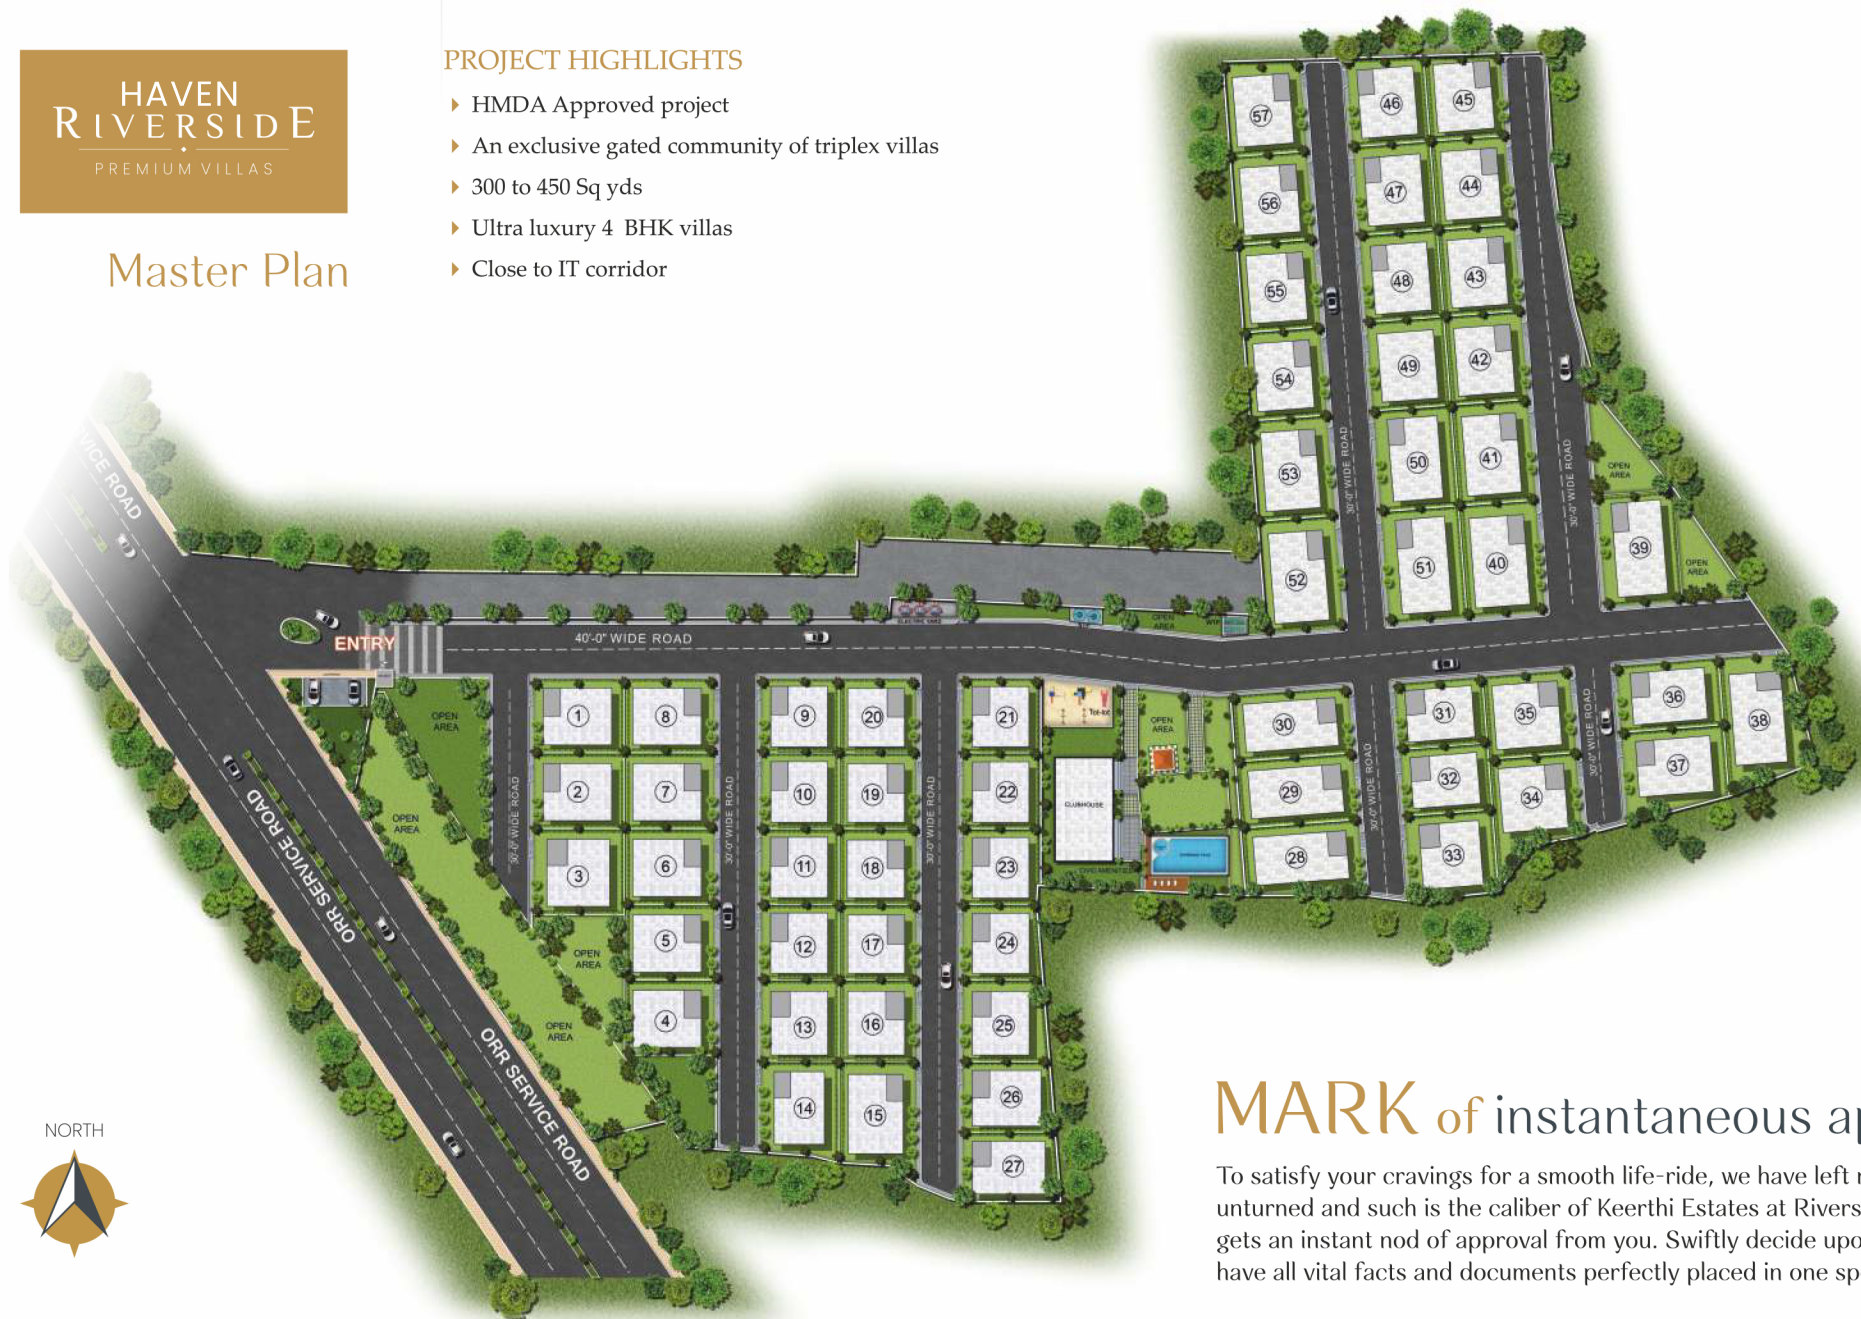 HAVEN
RIVERSIDE
PREMIUM VILLAS
Master Plan
PROJECT HIGHLIGHTS
HMDA Approved project
An exclusive gated community of triplex villas
300 to 450 Sq yds
Ultra luxury 4 BHK villas
Close to IT corridor
57
46
45
56
47
44
55
48
43
54
49
42
53
50
41
52
51
40
39
30'-0" WIDE ROAD
30'-0" WIDE ROAD
OPEN
AREA
OPEN
AREA
VICE ROAD
ENTRY
40'-0" WIDE ROAD
ELECTRIC YARD
OPEN
AREA
WTP
OPEN
AREA
OPEN
AREA
OPEN
AREA
OPEN
AREA
30'-0" WIDE ROAD
30'-0" WIDE ROAD
30'-0" WIDE ROAD
1
8
9
20
21
2
7
10
19
22
3
6
11
18
23
5
12
17
24
4
13
16
25
14
15
26
27
Tot-lot
OPEN
AREA
CLUBHOUSE
SWIMMING POOL
30
29
28
30'-0" WIDE ROAD
31
35
32
34
33
30'-0" WIDE ROAD
36
37
38
ORR SERVICE ROAD
ORR SERVICE ROAD
NORTH
MARK of instantaneous ap
To satisfy your cravings for a smooth life-ride, we have left
unturned and such is the caliber of Keerthi Estates at Rivers
gets an instant nod of approval from you. Swiftly decide upo
have all vital facts and documents perfectly placed in one sp